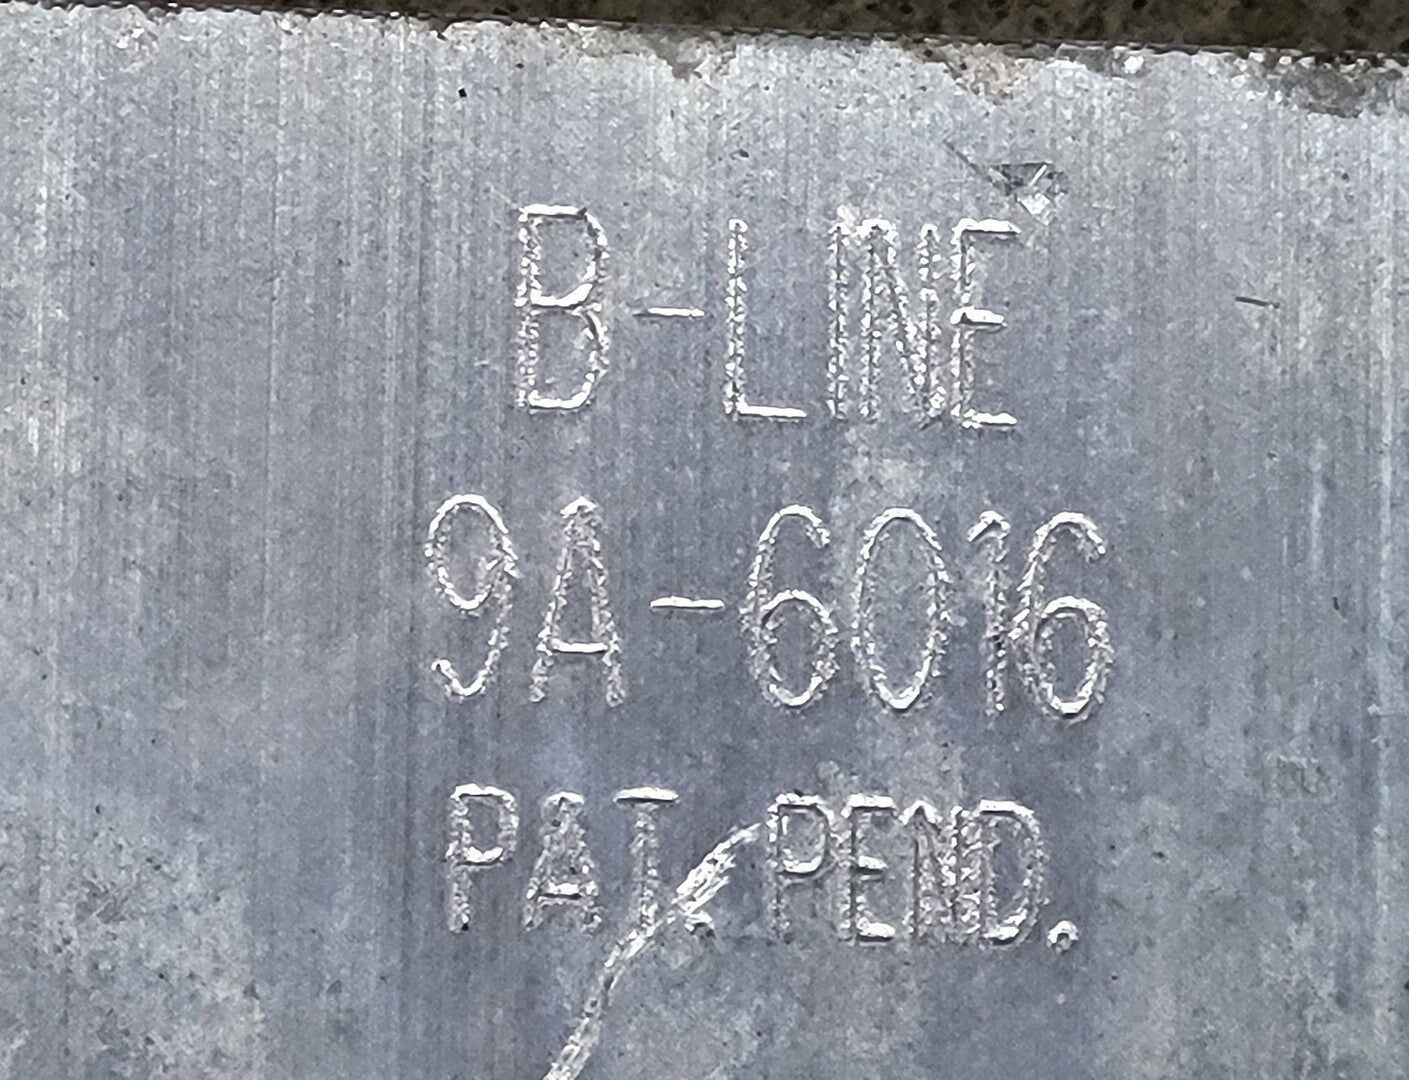 B-LINE
9A-6016
PAT. PEND.